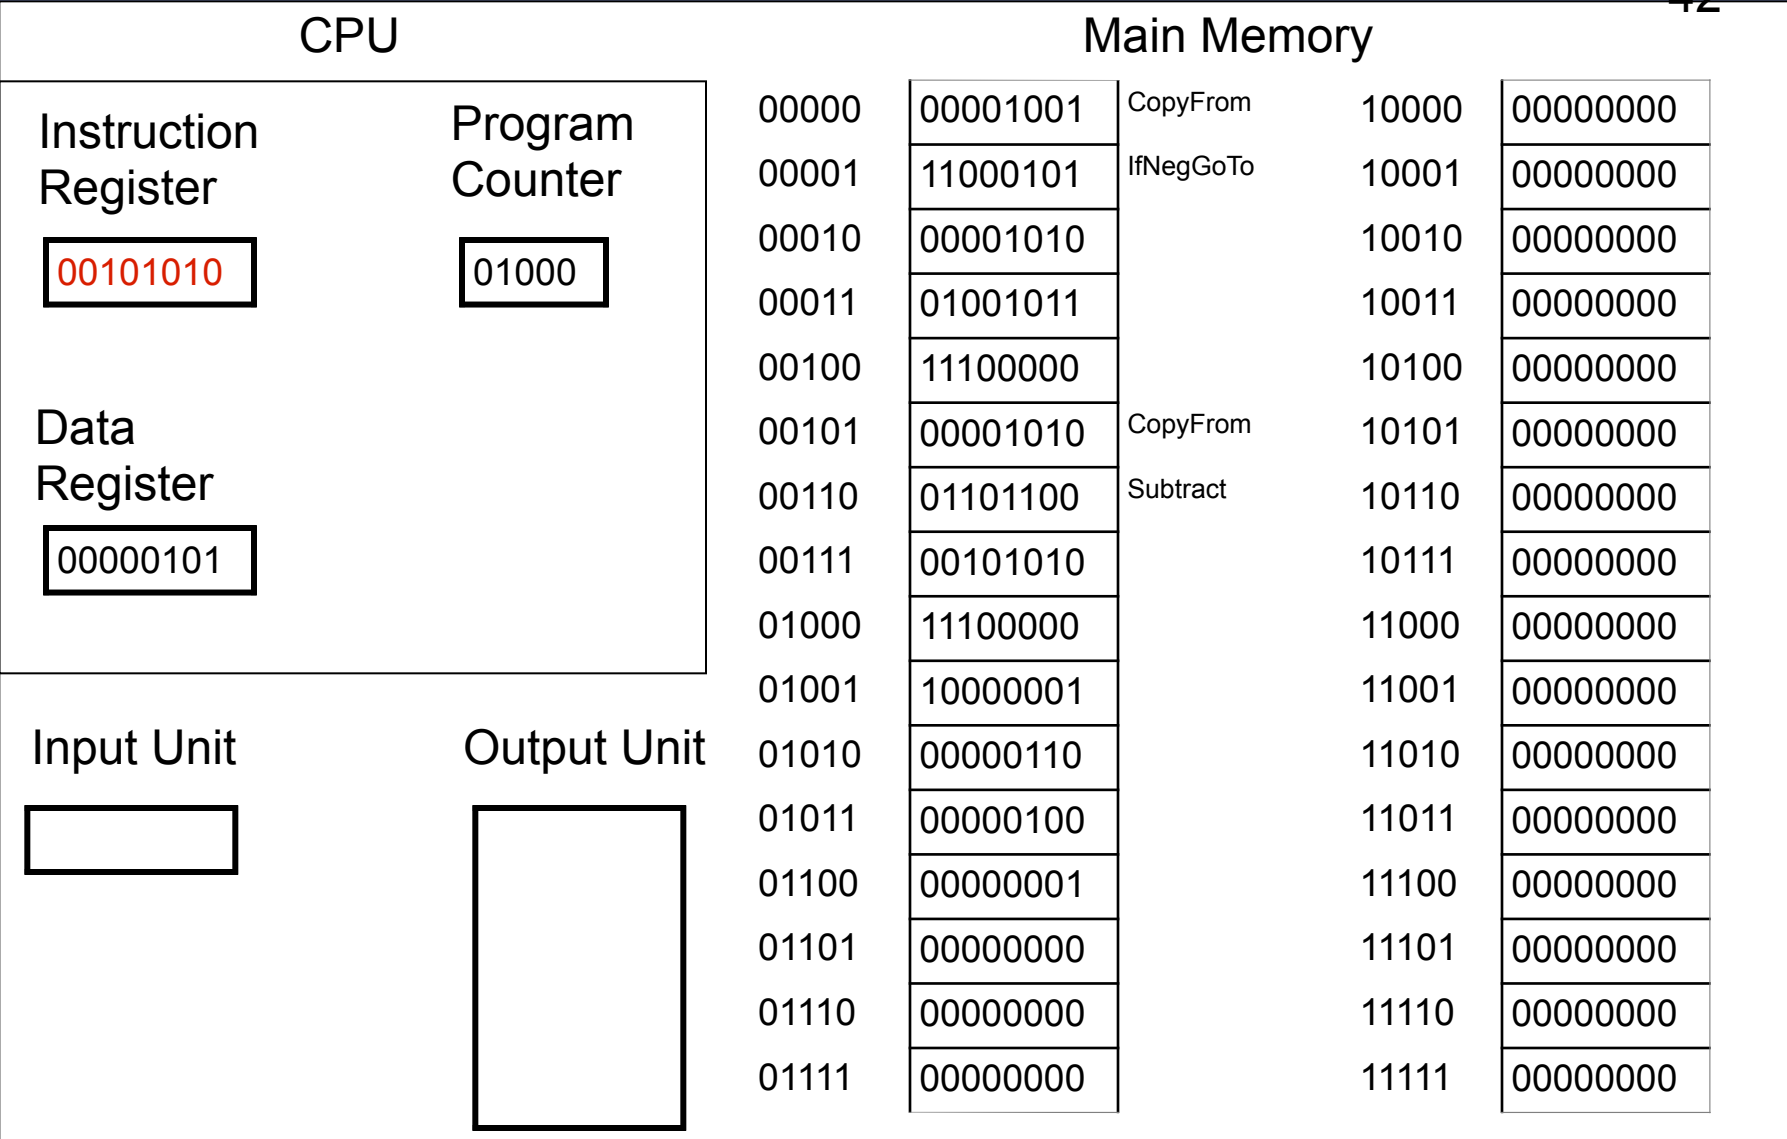 42
CPU
Main Memory
Instruction
Register
00101010
Program
Counter
01000
Data
Register
00000101
Input Unit
Output Unit
00000 00001001 CopyFrom
00001 11000101 IfNegGoTo
00010 00001010
00011 01001011
00100 11100000
00101 00001010 CopyFrom
00110 01101100 Subtract
00111 00101010
01000 11100000
01001 10000001
01010 00000110
01011 00000100
01100 00000001
01101 00000000
01110 00000000
01111 00000000
10000 00000000
10001 00000000
10010 00000000
10011 00000000
10100 00000000
10101 00000000
10110 00000000
10111 00000000
11000 00000000
11001 00000000
11010 00000000
11011 00000000
11100 00000000
11101 00000000
11110 00000000
11111 00000000